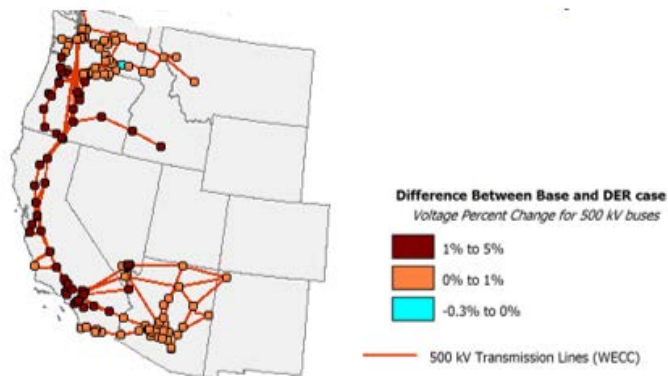 Difference Between Base and DER case
Voltage Percent Change for 500 kV buses
1% to 5%
0% to 1%
-0.3% to 0%
500 kV Transmission Lines (WECC)